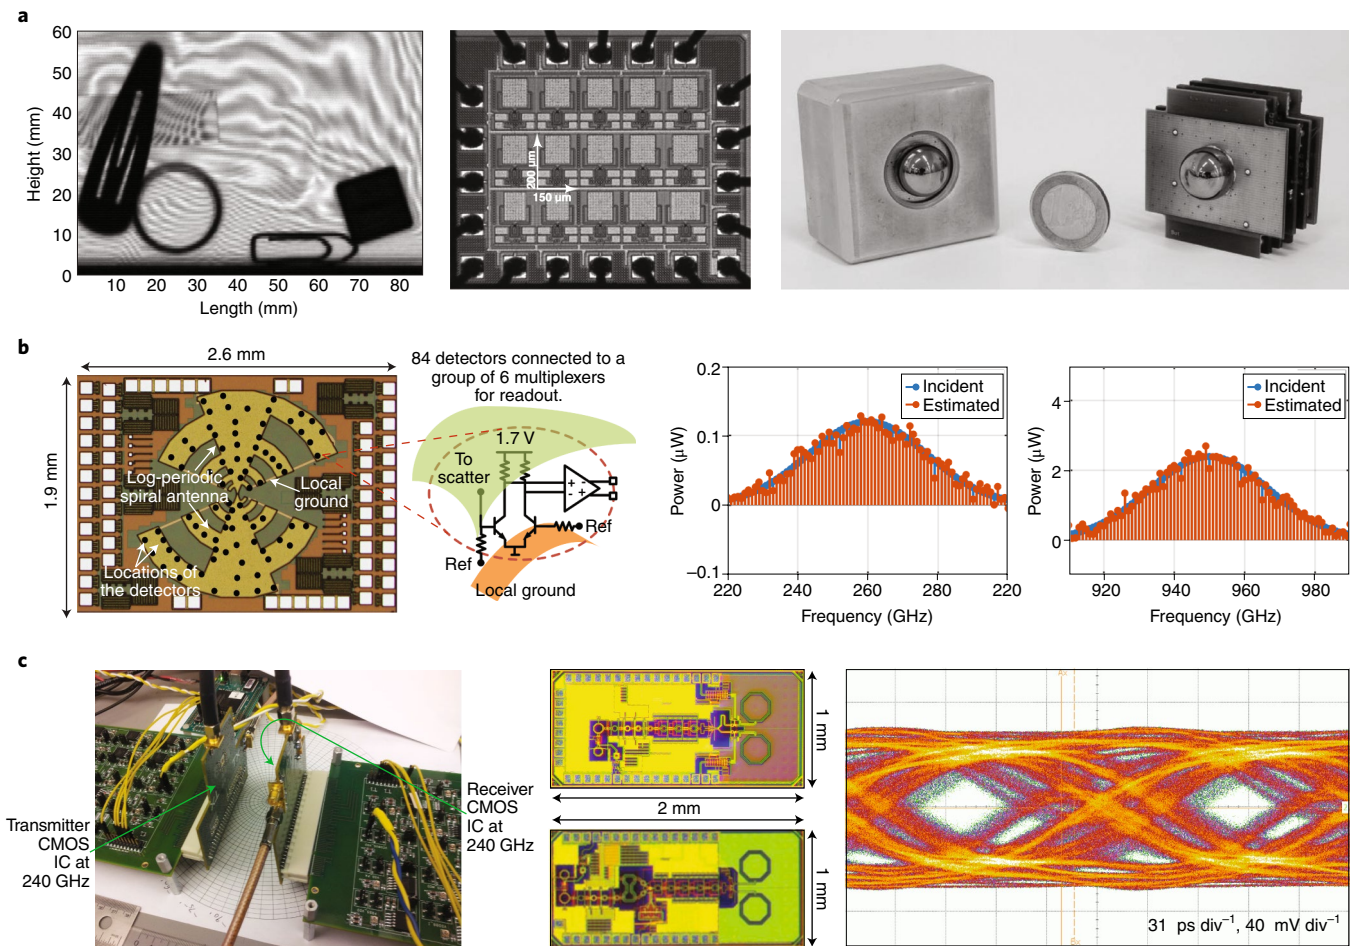 a
60
50
40
30
20
10
0
Height (mm)
10 20 30 40 50 60 70 80
Length (mm)
200 µm
150 µm
b
2.6 mm
1.9 mm
Log-periodic
spiral antenna
Local
ground
Locations of
the detectors
84 detectors connected to a
group of 6 multiplexers
for readout.
1.7 V
To
scatter
+ +
- -
Ref
Ref
Local ground
0.2
0.1
0
–0.1
Power (µW)
220 240 260 280 220
Frequency (GHz)
Incident
Estimated
4
2
0
Power (µW)
920 940 960 980
Frequency (GHz)
Incident
Estimated
c
Transmitter
CMOS
IC at
240 GHz
Receiver
CMOS
IC at
240 GHz
1 mm
2 mm
1 mm
31 ps div⁻¹, 40 mV div⁻¹